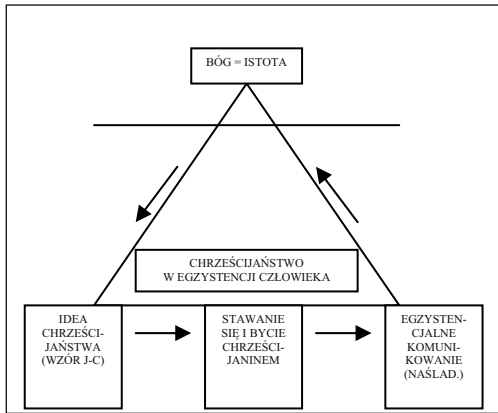 BÓG = ISTOTA
CHRZEŚCIJAŃSTWO
W EGZYSTENCJI CZŁOWIEKA
IDEA
CHRZEŚCI-
JAŃSTWA
(WZÓR J-C)
STAWANIE
SIĘ I BYCIE
CHRZEŚCI-
JANINEM
EGZYSTEN-
CJALNE
KOMUNI-
KOWANIE
(NAŚLAD.)